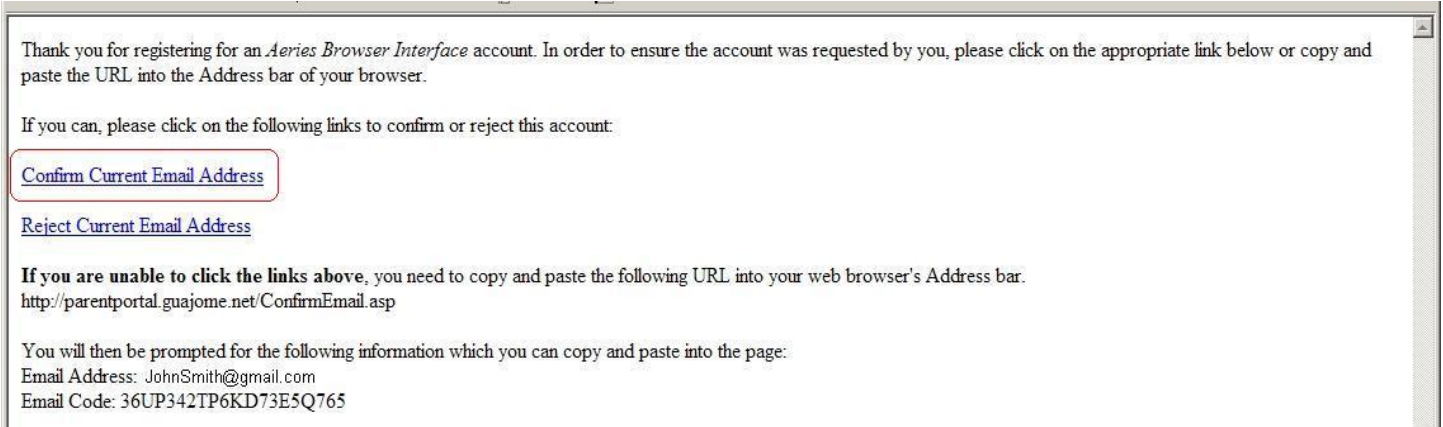 Thank you for registering for an Aeries Browser Interface account. In order to ensure the account was requested by you, please click on the appropriate link below or copy and
paste the URL into the Address bar of your browser.
If you can, please click on the following links to confirm or reject this account:
Confirm Current Email Address
Reject Current Email Address
If you are unable to click the links above, you need to copy and paste the following URL into your web browser's Address bar.
http://parentportal.guajome.net/ConfirmEmail.asp
You will then be prompted for the following information which you can copy and paste into the page:
Email Address: JohnSmith@gmail.com
Email Code: 36UP342TP6KD73E5Q765